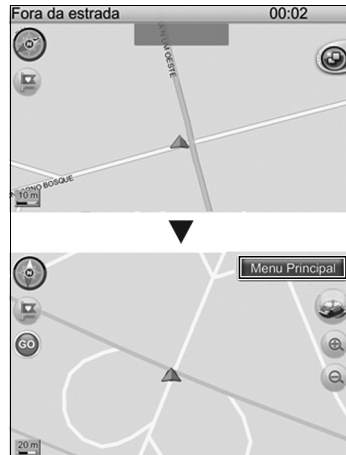 Fora da estrada 00:02
OESTE
BOSQUE
10 m
Menu Principal
GO
20 m